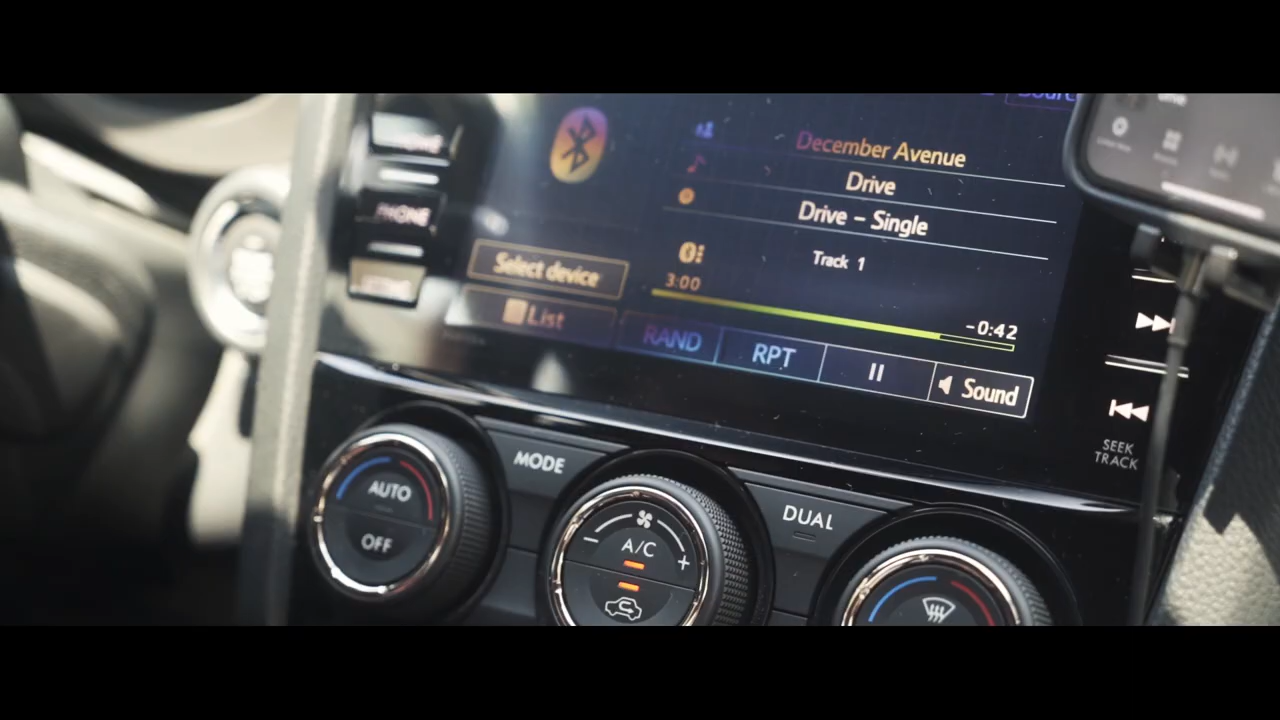 December Avenue
Drive
Drive – Single
Track 1
3:00
-0:42
Select device
List
RAND
RPT
Sound
PHONE
SEEK
TRACK
MODE
DUAL
AUTO
OFF
A/C